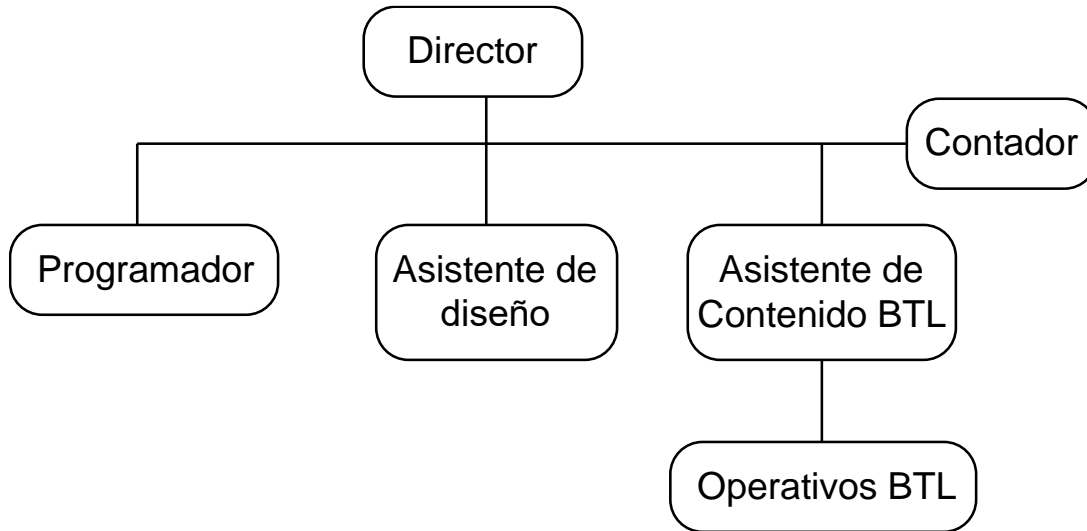 Director
Contador
Programador
Asistente de
diseño
Asistente de
Contenido BTL
Operativos BTL